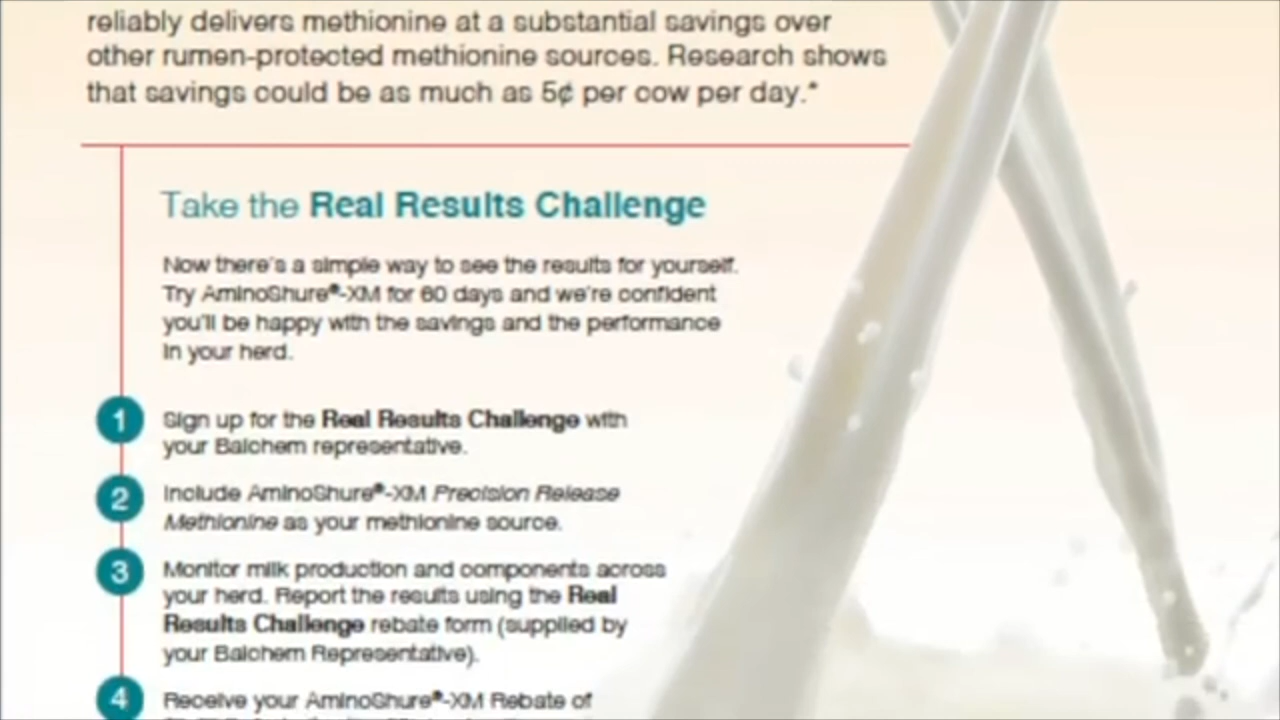 reliably delivers methionine at a substantial savings over
other rumen-protected methionine sources. Research shows
that savings could be as much as 5¢ per cow per day.*
Take the Real Results Challenge
Now there's a simple way to see the results for yourself.
Try AminoShure®-XM for 60 days and we're confident
you'll be happy with the savings and the performance
in your herd.
1 Sign up for the Real Results Challenge with
your Balchem representative.
2 Include AminoShure®-XM Precision Release
Methionine as your methionine source.
3 Monitor milk production and components across
your herd. Report the results using the Real
Results Challenge rebate form (supplied by
your Balchem Representative).
4 Receive your AminoShure®-XM Rebate of